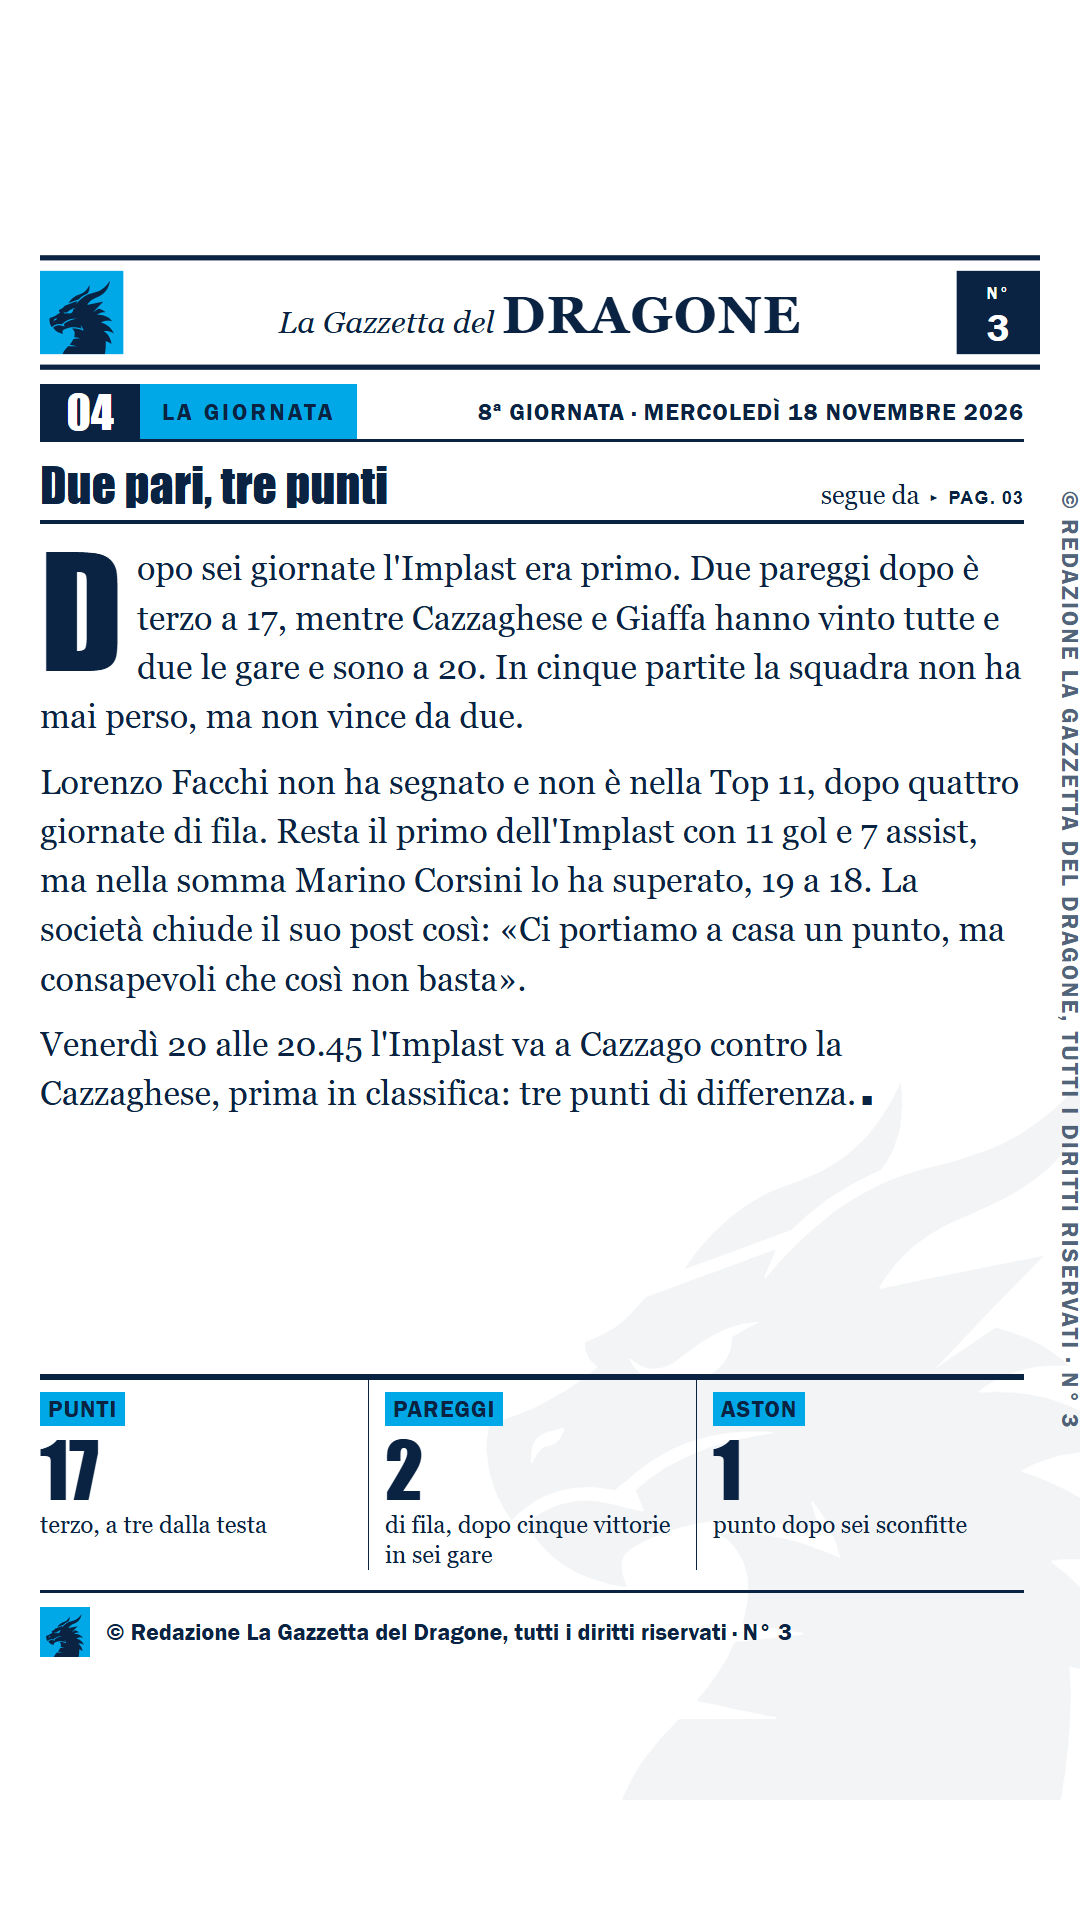 La Gazzetta del DRAGONE
N°
3
04
LA GIORNATA
8ª GIORNATA · MERCOLEDÌ 18 NOVEMBRE 2026
Due pari, tre punti
segue da ▸ PAG. 03
Dopo sei giornate l'Implast era primo. Due pareggi dopo è
terzo a 17, mentre Cazzaghese e Giaffa hanno vinto tutte e
due le gare e sono a 20. In cinque partite la squadra non ha
mai perso, ma non vince da due.
Lorenzo Facchi non ha segnato e non è nella Top 11, dopo quattro
giornate di fila. Resta il primo dell'Implast con 11 gol e 7 assist,
ma nella somma Marino Corsini lo ha superato, 19 a 18. La
società chiude il suo post così: «Ci portiamo a casa un punto, ma
consapevoli che così non basta».
Venerdì 20 alle 20.45 l'Implast va a Cazzago contro la
Cazzaghese, prima in classifica: tre punti di differenza. ■
PUNTI
17
terzo, a tre dalla testa
PAREGGI
2
di fila, dopo cinque vittorie
in sei gare
ASTON
1
punto dopo sei sconfitte
© Redazione La Gazzetta del Dragone, tutti i diritti riservati · N° 3
© REDAZIONE LA GAZZETTA DEL DRAGONE, TUTTI I DIRITTI RISERVATI · N° 3